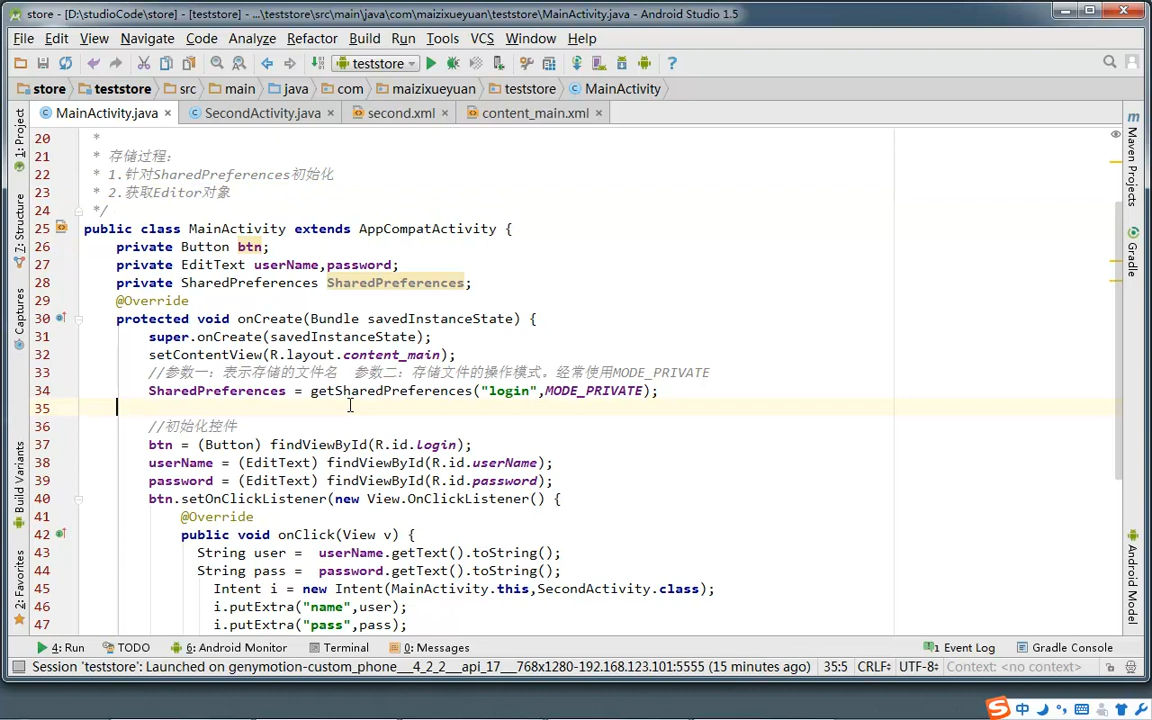 store - [D:\studioCode\store] - [teststore] - ...\teststore\src\main\java\com\maizixueyuan\teststore\MainActivity.java - Android Studio 1.5
File Edit View Navigate Code Analyze Refactor Build Run Tools VCS Window Help
teststore
store teststore src main java com maizixueyuan teststore MainActivity
MainActivity.java SecondActivity.java second.xml content_main.xml
1: Project
7: Structure
Captures
Build Variants
2: Favorites
20 *
21 * 存储过程:
22 * 1.针对SharedPreferences初始化
23 * 2.获取Editor对象
24 */
25 public class MainActivity extends AppCompatActivity {
26 private Button btn;
27 private EditText userName,password;
28 private SharedPreferences SharedPreferences;
29 @Override
30 protected void onCreate(Bundle savedInstanceState) {
31 super.onCreate(savedInstanceState);
32 setContentView(R.layout.content_main);
33 //参数一: 表示存储的文件名 参数二: 存储文件的操作模式。经常使用MODE_PRIVATE
34 SharedPreferences = getSharedPreferences("login",MODE_PRIVATE);
35
36 //初始化控件
37 btn = (Button) findViewById(R.id.login);
38 userName = (EditText) findViewById(R.id.userName);
39 password = (EditText) findViewById(R.id.password);
40 btn.setOnClickListener(new View.OnClickListener() {
41 @Override
42 public void onClick(View v) {
43 String user = userName.getText().toString();
44 String pass = password.getText().toString();
45 Intent i = new Intent(MainActivity.this,SecondActivity.class);
46 i.putExtra("name",user);
47 i.putExtra("pass",pass);
m Maven Projects
Gradle
Android Model
4: Run TODO 6: Android Monitor Terminal 0: Messages 1 Event Log Gradle Console
Session 'teststore': Launched on genymotion-custom_phone__4_2_2__api_17__768x1280-192.168.123.101:5555 (15 minutes ago) 35:5 CRLF UTF-8 Context: <no context>
S 中